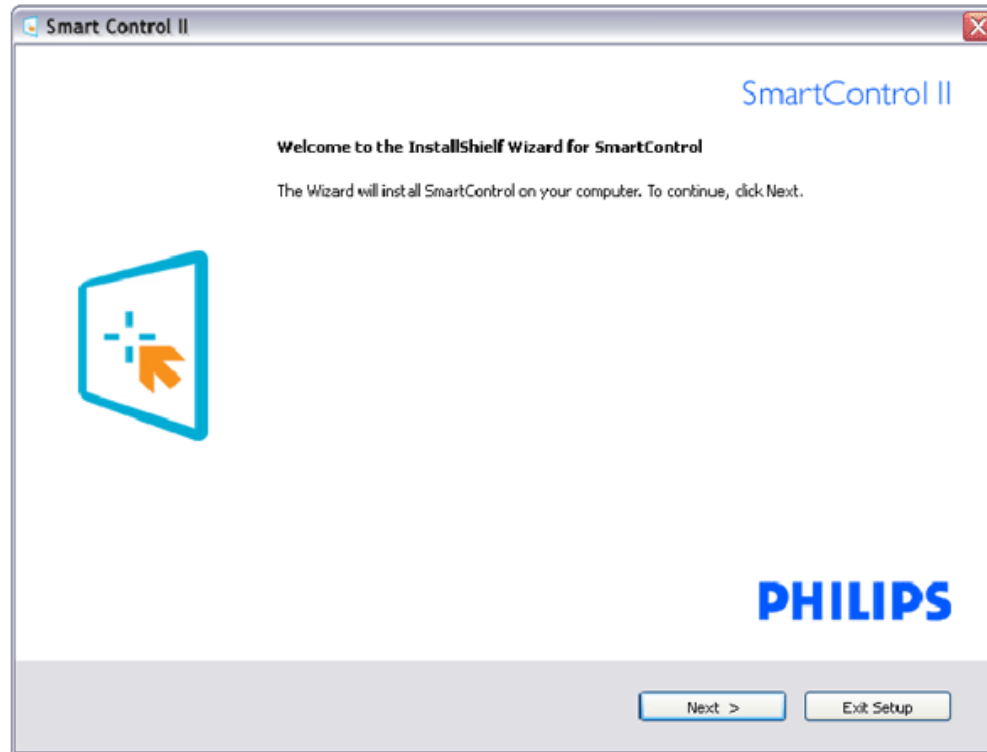 Smart Control II
SmartControl II
Welcome to the InstallShielf Wizard for SmartControl
The Wizard will install SmartControl on your computer. To continue, click Next.
PHILIPS
Next >
Exit Setup